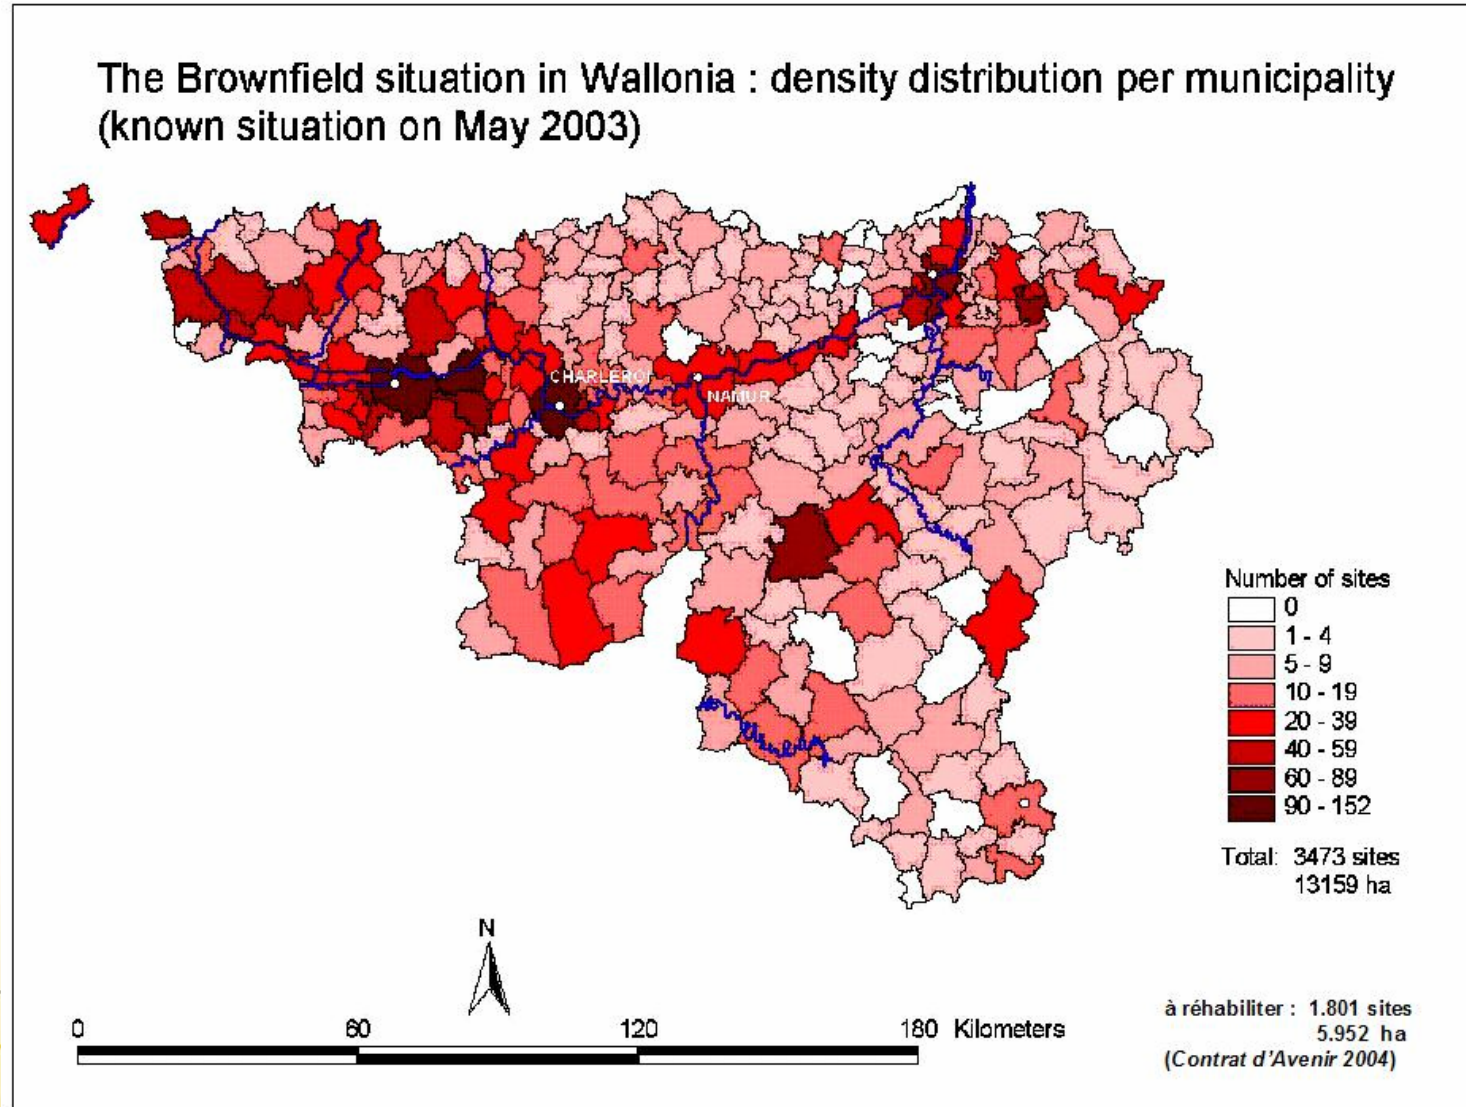 The Brownfield situation in Wallonia : density distribution per municipality
(known situation on May 2003)
CHARLEROI
NAMUR
Number of sites
0
1 - 4
5 - 9
10 - 19
20 - 39
40 - 59
60 - 89
90 - 152
Total: 3473 sites
13159 ha
N
0 60 120 180 Kilometers
à réhabiliter : 1.801 sites
5.952 ha
(Contrat d'Avenir 2004)